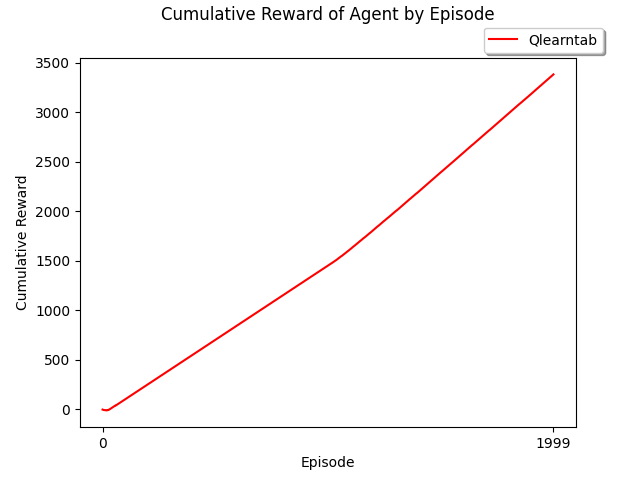 Cumulative Reward of Agent by Episode
Qlearntab
3500
3000
2500
2000
1500
1000
500
0
Cumulative Reward
0
1999
Episode